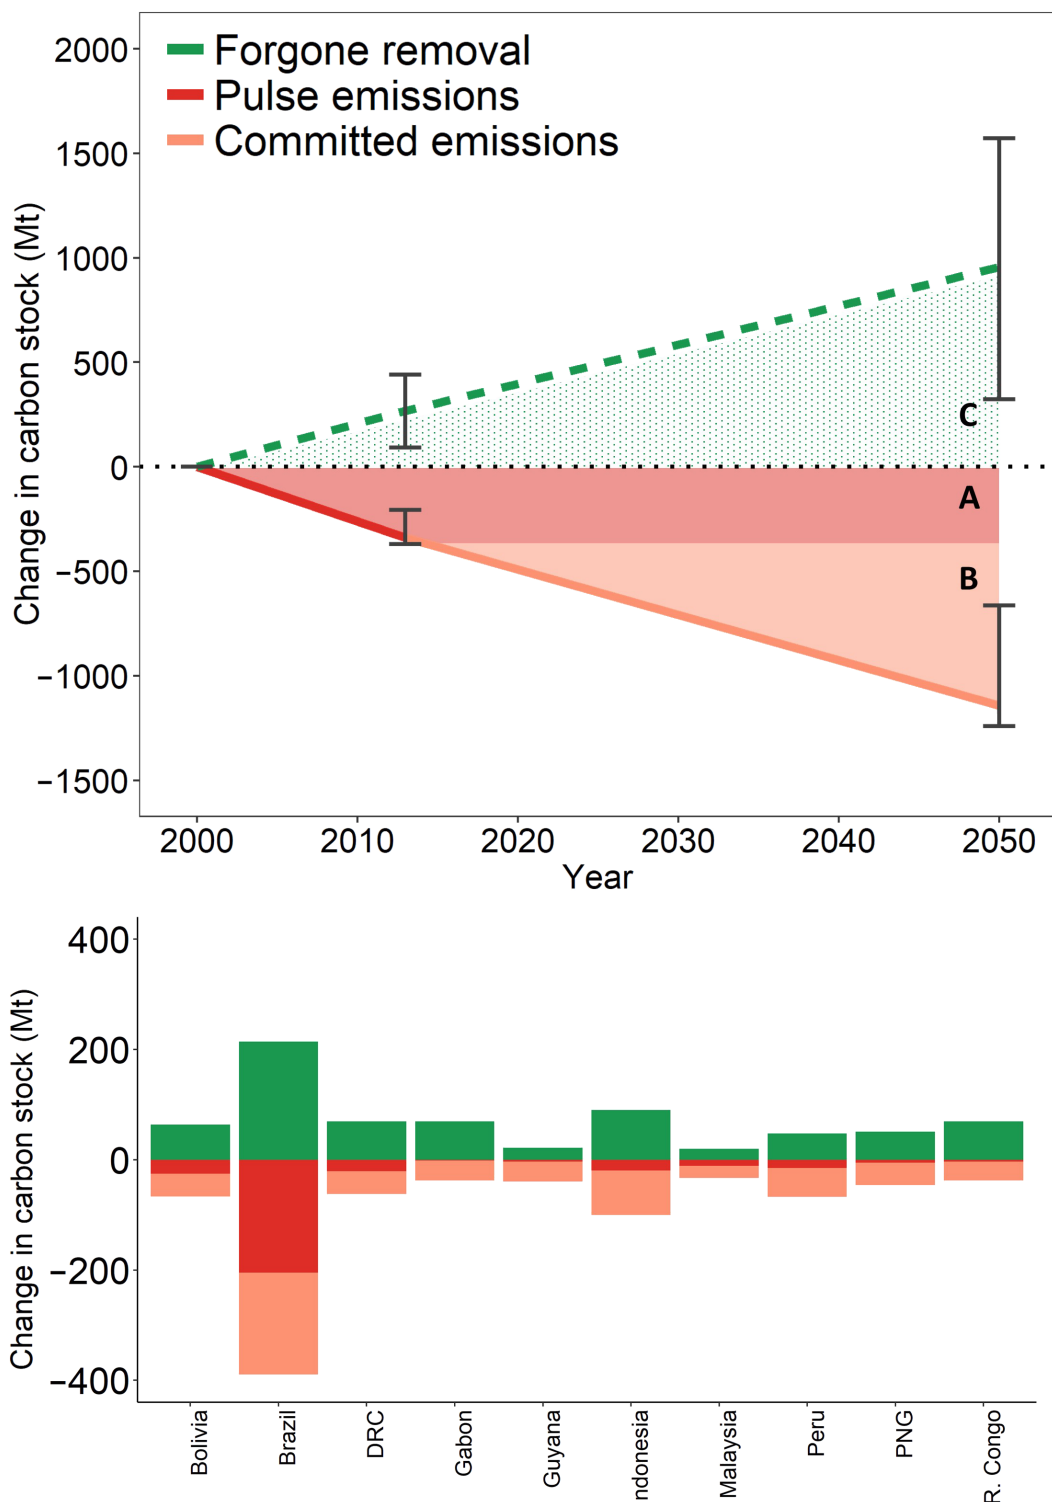 Forgone removal
Pulse emissions
Committed emissions
2000
1500
1000
500
0
−500
−1000
−1500
Change in carbon stock (Mt)
C
A
B
2000 2010 2020 2030 2040 2050
Year
400
200
0
−200
−400
Change in carbon stock (Mt)
Bolivia
Brazil
DRC
Gabon
Guyana
ndonesia
Malaysia
Peru
PNG
R. Congo